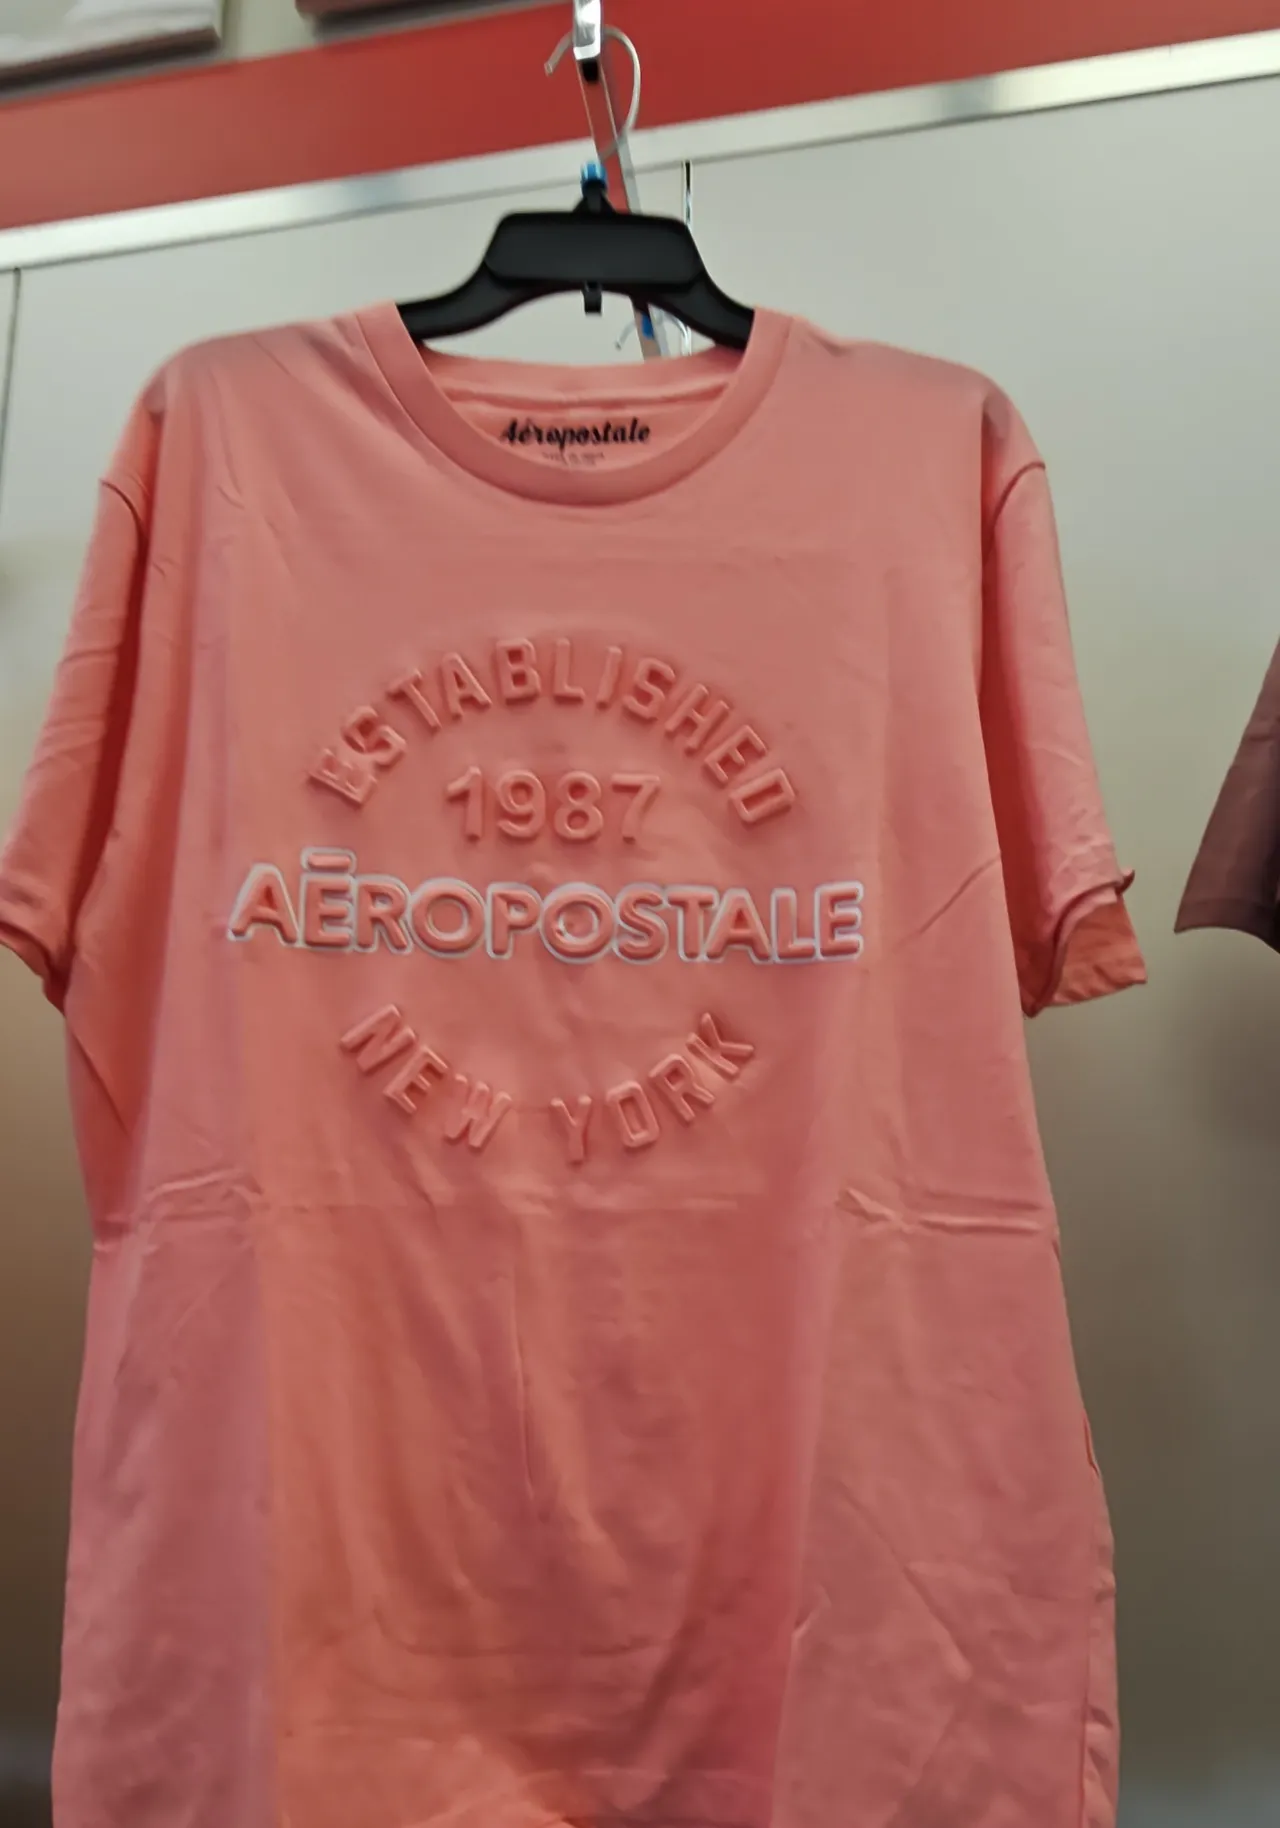 Aéropostale
ESTABLISHED
1987
AĒROPOSTALE
NEW YORK